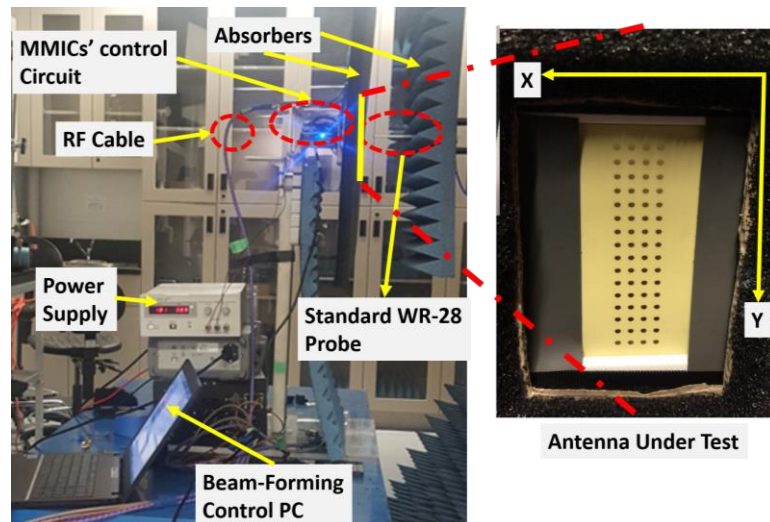 MMICs' control
Circuit
Absorbers
RF Cable
X
Power
Supply
Standard WR-28
Probe
Y
Beam-Forming
Control PC
Antenna Under Test